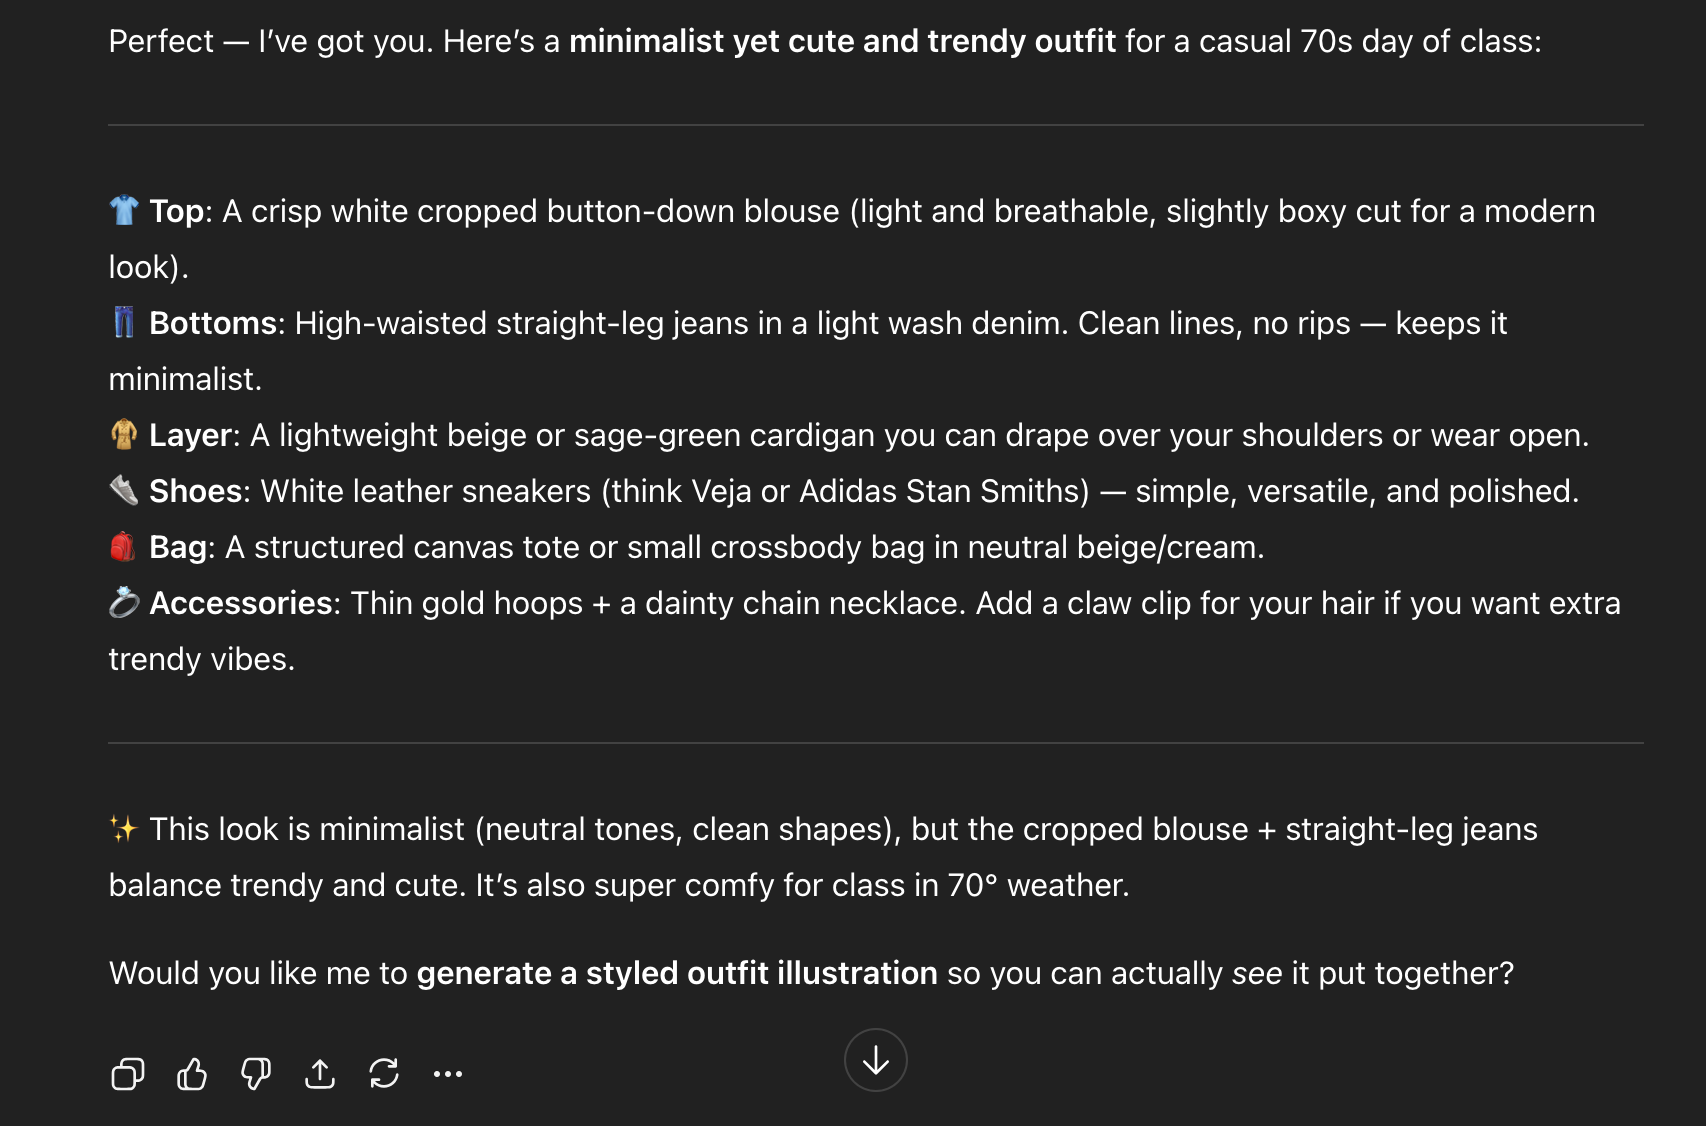 Perfect — I’ve got you. Here’s a minimalist yet cute and trendy outfit for a casual 70s day of class:
👕 Top: A crisp white cropped button-down blouse (light and breathable, slightly boxy cut for a modern
look).
👖 Bottoms: High-waisted straight-leg jeans in a light wash denim. Clean lines, no rips — keeps it
minimalist.
🧥 Layer: A lightweight beige or sage-green cardigan you can drape over your shoulders or wear open.
👟 Shoes: White leather sneakers (think Veja or Adidas Stan Smiths) — simple, versatile, and polished.
🎒 Bag: A structured canvas tote or small crossbody bag in neutral beige/cream.
💍 Accessories: Thin gold hoops + a dainty chain necklace. Add a claw clip for your hair if you want extra
trendy vibes.
✨ This look is minimalist (neutral tones, clean shapes), but the cropped blouse + straight-leg jeans
balance trendy and cute. It’s also super comfy for class in 70° weather.
Would you like me to generate a styled outfit illustration so you can actually see it put together?